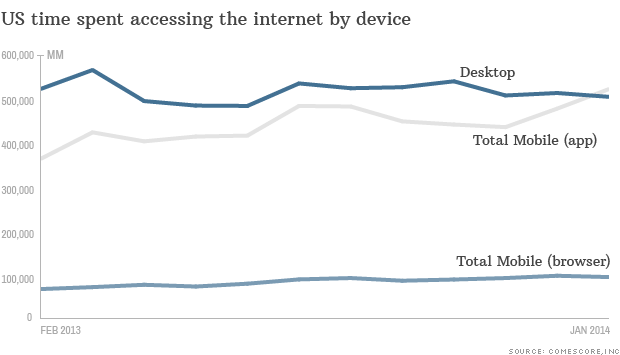 US time spent accessing the internet by device
600,000 MM
Desktop
500,000
Total Mobile (app)
400,000
300,000
200,000
Total Mobile (browser)
100,000
0
FEB 2013 JAN 2014
SOURCE: COMESCORE,INC